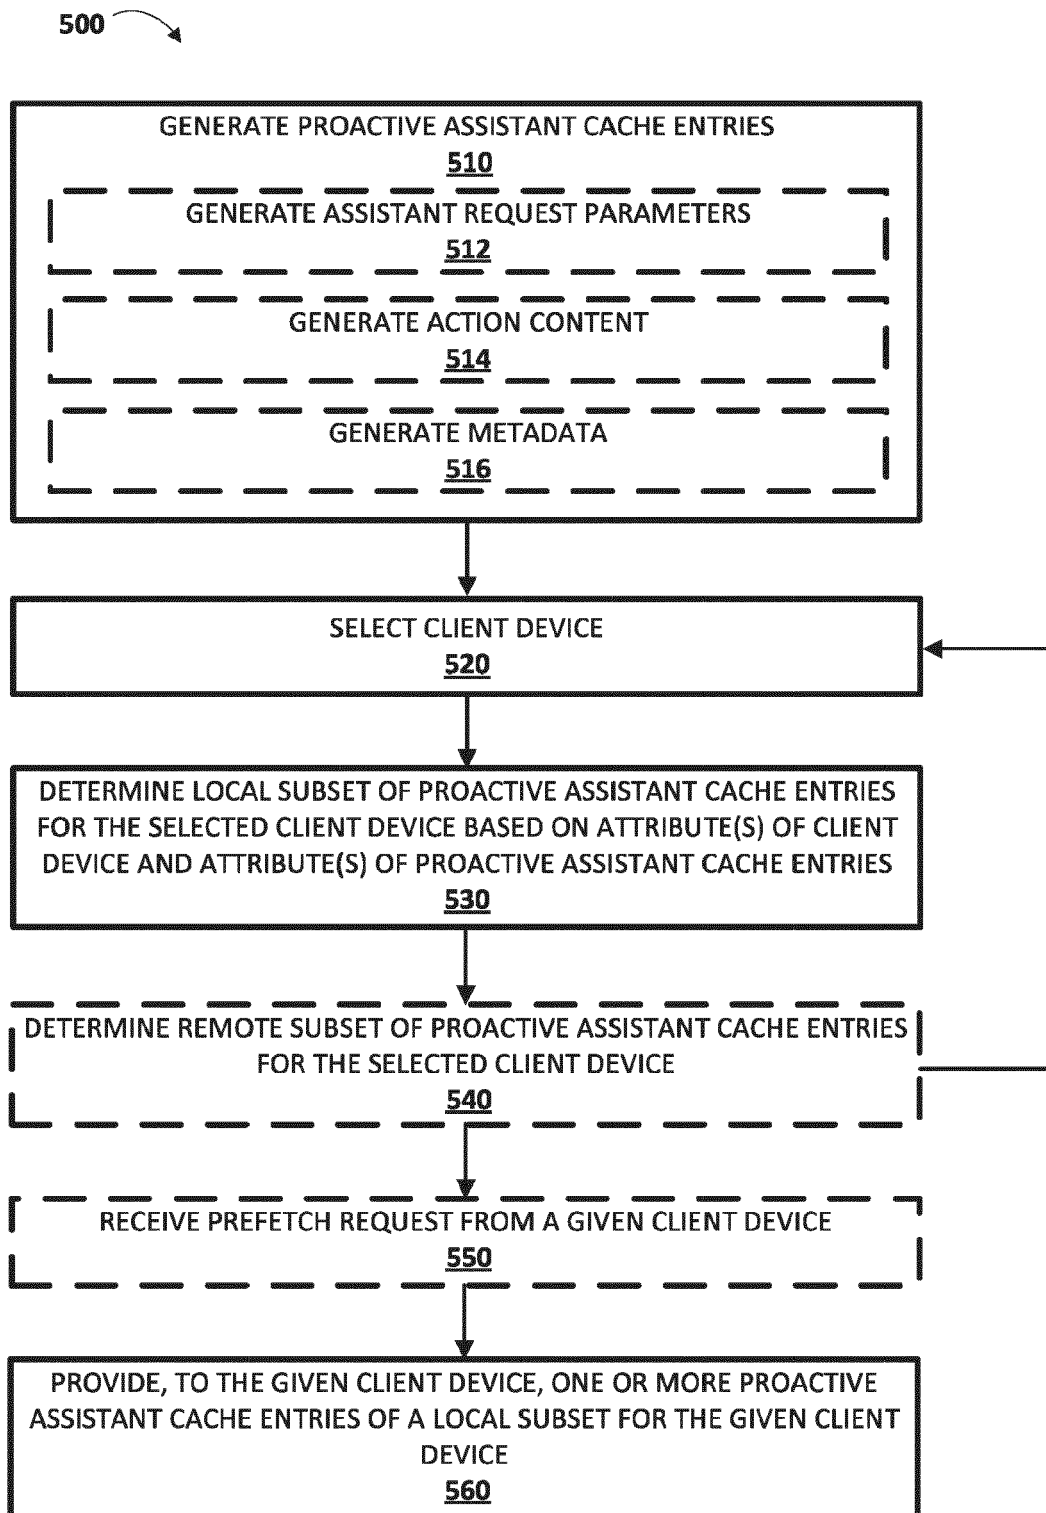 500
GENERATE PROACTIVE ASSISTANT CACHE ENTRIES
510
GENERATE ASSISTANT REQUEST PARAMETERS
512
GENERATE ACTION CONTENT
514
GENERATE METADATA
516
SELECT CLIENT DEVICE
520
DETERMINE LOCAL SUBSET OF PROACTIVE ASSISTANT CACHE ENTRIES
FOR THE SELECTED CLIENT DEVICE BASED ON ATTRIBUTE(S) OF CLIENT
DEVICE AND ATTRIBUTE(S) OF PROACTIVE ASSISTANT CACHE ENTRIES
530
DETERMINE REMOTE SUBSET OF PROACTIVE ASSISTANT CACHE ENTRIES
FOR THE SELECTED CLIENT DEVICE
540
RECEIVE PREFETCH REQUEST FROM A GIVEN CLIENT DEVICE
550
PROVIDE, TO THE GIVEN CLIENT DEVICE, ONE OR MORE PROACTIVE
ASSISTANT CACHE ENTRIES OF A LOCAL SUBSET FOR THE GIVEN CLIENT
DEVICE
560